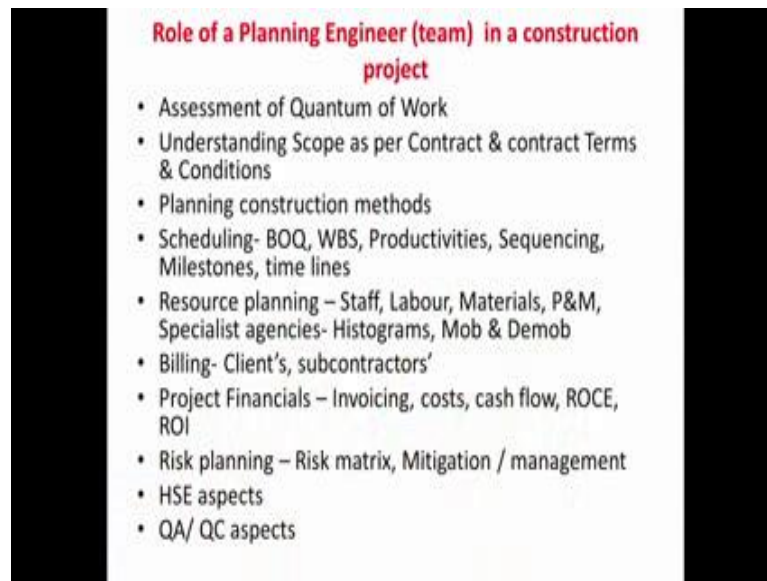 Role of a Planning Engineer (team) in a construction
project
• Assessment of Quantum of Work
• Understanding Scope as per Contract & contract Terms
& Conditions
• Planning construction methods
• Scheduling- BOQ, WBS, Productivities, Sequencing,
Milestones, time lines
• Resource planning – Staff, Labour, Materials, P&M,
Specialist agencies- Histograms, Mob & Demob
• Billing- Client's, subcontractors'
• Project Financials – Invoicing, costs, cash flow, ROCE,
ROI
• Risk planning – Risk matrix, Mitigation / management
• HSE aspects
• QA/ QC aspects